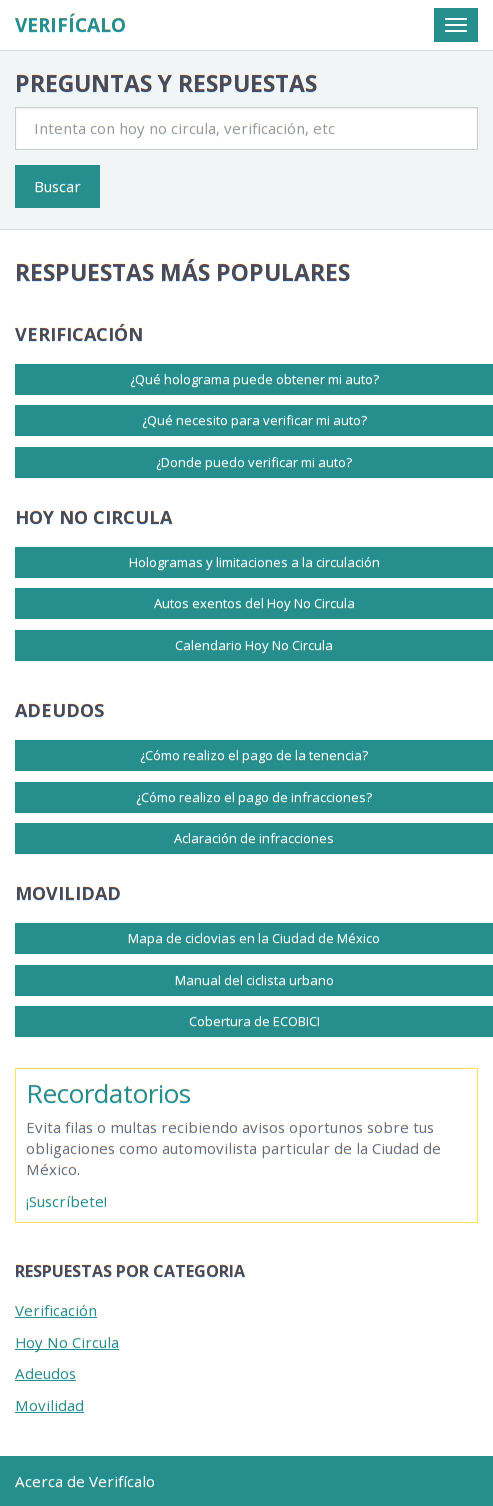 VERIFÍCALO
PREGUNTAS Y RESPUESTAS
Intenta con hoy no circula, verificación, etc
Buscar
RESPUESTAS MÁS POPULARES
VERIFICACIÓN
¿Qué holograma puede obtener mi auto?
¿Qué necesito para verificar mi auto?
¿Donde puedo verificar mi auto?
HOY NO CIRCULA
Hologramas y limitaciones a la circulación
Autos exentos del Hoy No Circula
Calendario Hoy No Circula
ADEUDOS
¿Cómo realizo el pago de la tenencia?
¿Cómo realizo el pago de infracciones?
Aclaración de infracciones
MOVILIDAD
Mapa de ciclovias en la Ciudad de México
Manual del ciclista urbano
Cobertura de ECOBICI
Recordatorios
Evita filas o multas recibiendo avisos oportunos sobre tus
obligaciones como automovilista particular de la Ciudad de
México.
¡Suscríbete!
RESPUESTAS POR CATEGORIA
Verificación
Hoy No Circula
Adeudos
Movilidad
Acerca de Verifícalo